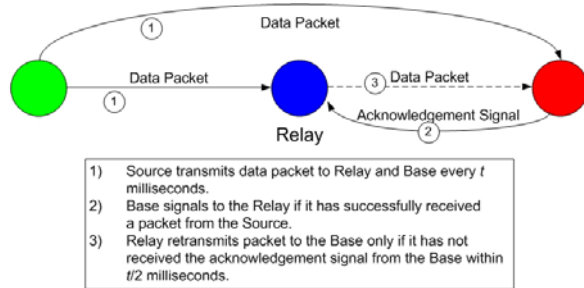 1
Data Packet
Data Packet
1
3
Data Packet
Acknowledgement Signal
2
Relay
1) Source transmits data packet to Relay and Base every t
milliseconds.
2) Base signals to the Relay if it has successfully received
a packet from the Source.
3) Relay retransmits packet to the Base only if it has not
received the acknowledgement signal from the Base within
t/2 milliseconds.